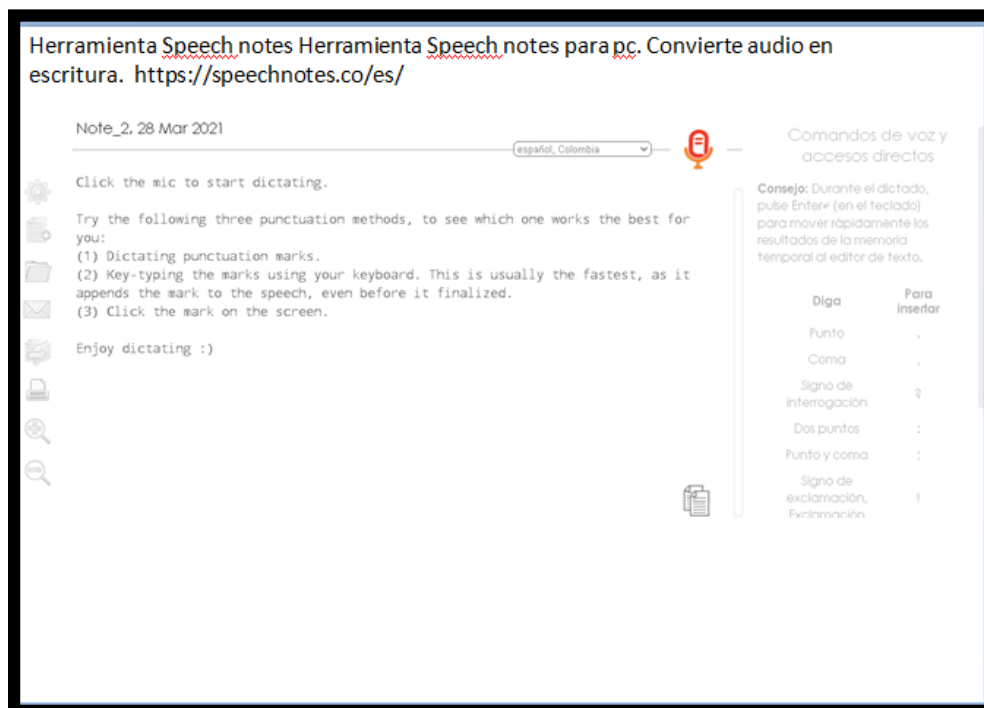 Herramienta Speech notes Herramienta Speech notes para pc. Convierte audio en
escritura.  https://speechnotes.co/es/
Note_2, 28 Mar 2021
español, Colombia
Click the mic to start dictating.
Try the following three punctuation methods, to see which one works the best for
you:
(1) Dictating punctuation marks.
(2) Key-typing the marks using your keyboard. This is usually the fastest, as it
appends the mark to the speech, even before it finalized.
(3) Click the mark on the screen.
Enjoy dictating :)
Comandos de voz y
accesos directos
Consejo: Durante el dictado,
pulse Enter↵ (en el teclado)
para mover rápidamente los
resultados de la memoria
temporal al editor de texto.
Diga Para
insertar
Punto .
Coma ,
Signo de
interrogación ?
Dos puntos :
Punto y coma ;
Signo de
exclamación, !
Exclamación